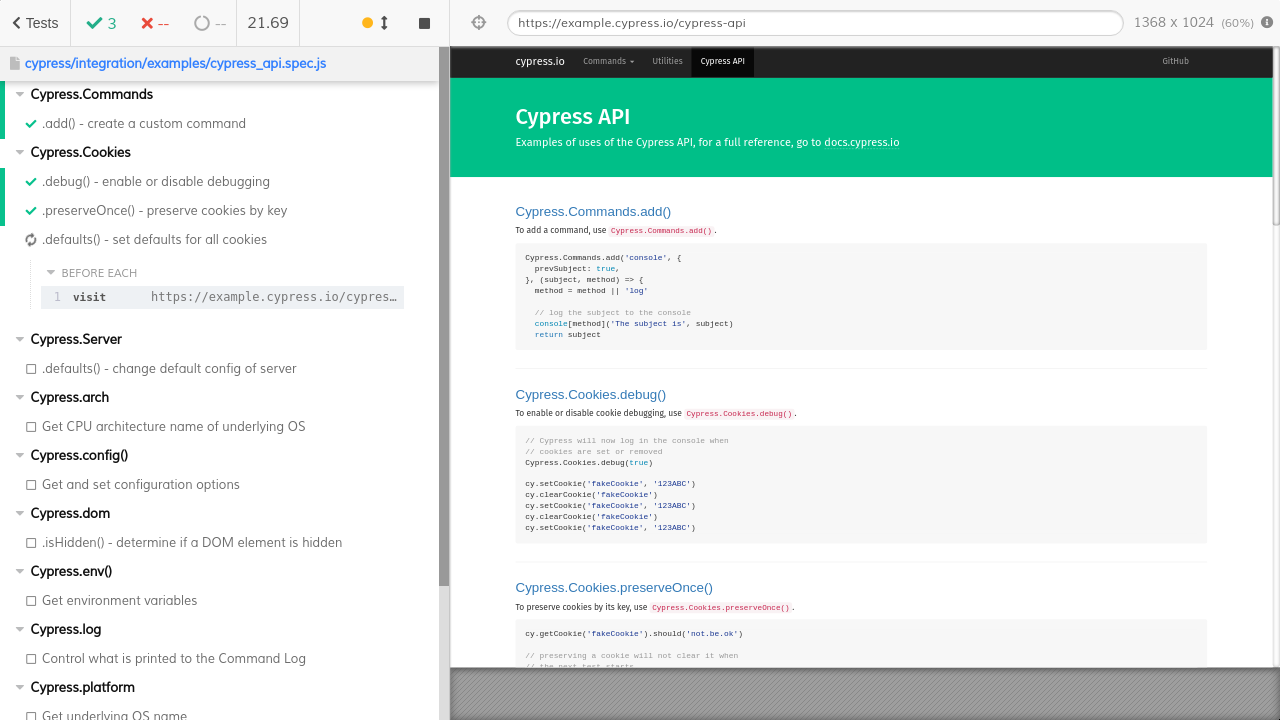 Tests
3
--
--
21.69
cypress/integration/examples/cypress_api.spec.js
Cypress.Commands
.add() - create a custom command
Cypress.Cookies
.debug() - enable or disable debugging
.preserveOnce() - preserve cookies by key
.defaults() - set defaults for all cookies
BEFORE EACH
1 visit https://example.cypress.io/cypres…
Cypress.Server
.defaults() - change default config of server
Cypress.arch
Get CPU architecture name of underlying OS
Cypress.config()
Get and set configuration options
Cypress.dom
.isHidden() - determine if a DOM element is hidden
Cypress.env()
Get environment variables
Cypress.log
Control what is printed to the Command Log
Cypress.platform
Get underlying OS name
https://example.cypress.io/cypress-api
1368 x 1024 (60%)
cypress.io Commands Utilities Cypress API GitHub
Cypress API
Examples of uses of the Cypress API, for a full reference, go to docs.cypress.io
Cypress.Commands.add()
To add a command, use Cypress.Commands.add().
Cypress.Commands.add('console', {
  prevSubject: true,
}, (subject, method) => {
  method = method || 'log'
  // log the subject to the console
  console[method]('The subject is', subject)
  return subject
Cypress.Cookies.debug()
To enable or disable cookie debugging, use Cypress.Cookies.debug().
// Cypress will now log in the console when
// cookies are set or removed
Cypress.Cookies.debug(true)
cy.setCookie('fakeCookie', '123ABC')
cy.clearCookie('fakeCookie')
cy.setCookie('fakeCookie', '123ABC')
cy.clearCookie('fakeCookie')
cy.setCookie('fakeCookie', '123ABC')
Cypress.Cookies.preserveOnce()
To preserve cookies by its key, use Cypress.Cookies.preserveOnce().
cy.getCookie('fakeCookie').should('not.be.ok')
// preserving a cookie will not clear it when
// the next test starts